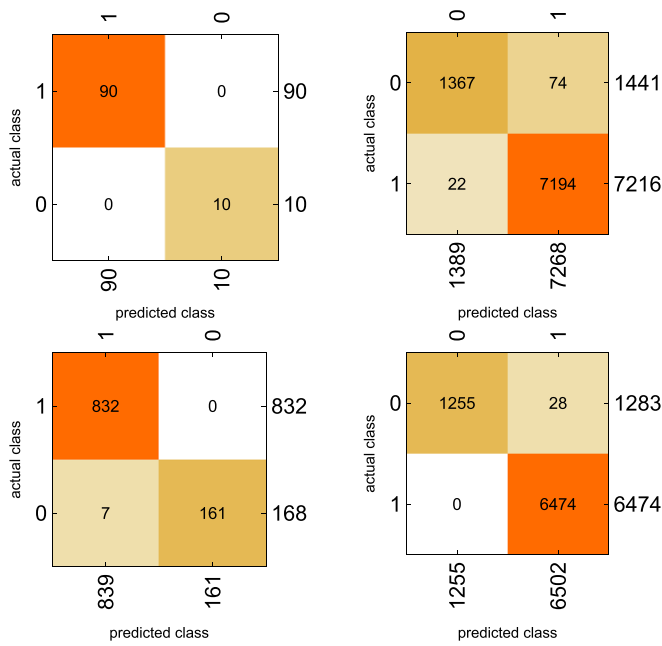 1 0
actual class
1 90 0 90
0 0 10 10
90 10
predicted class
0 1
actual class
0 1367 74 1441
1 22 7194 7216
1389 7268
predicted class
1 0
actual class
1 832 0 832
0 7 161 168
839 161
predicted class
0 1
actual class
0 1255 28 1283
1 0 6474 6474
1255 6502
predicted class